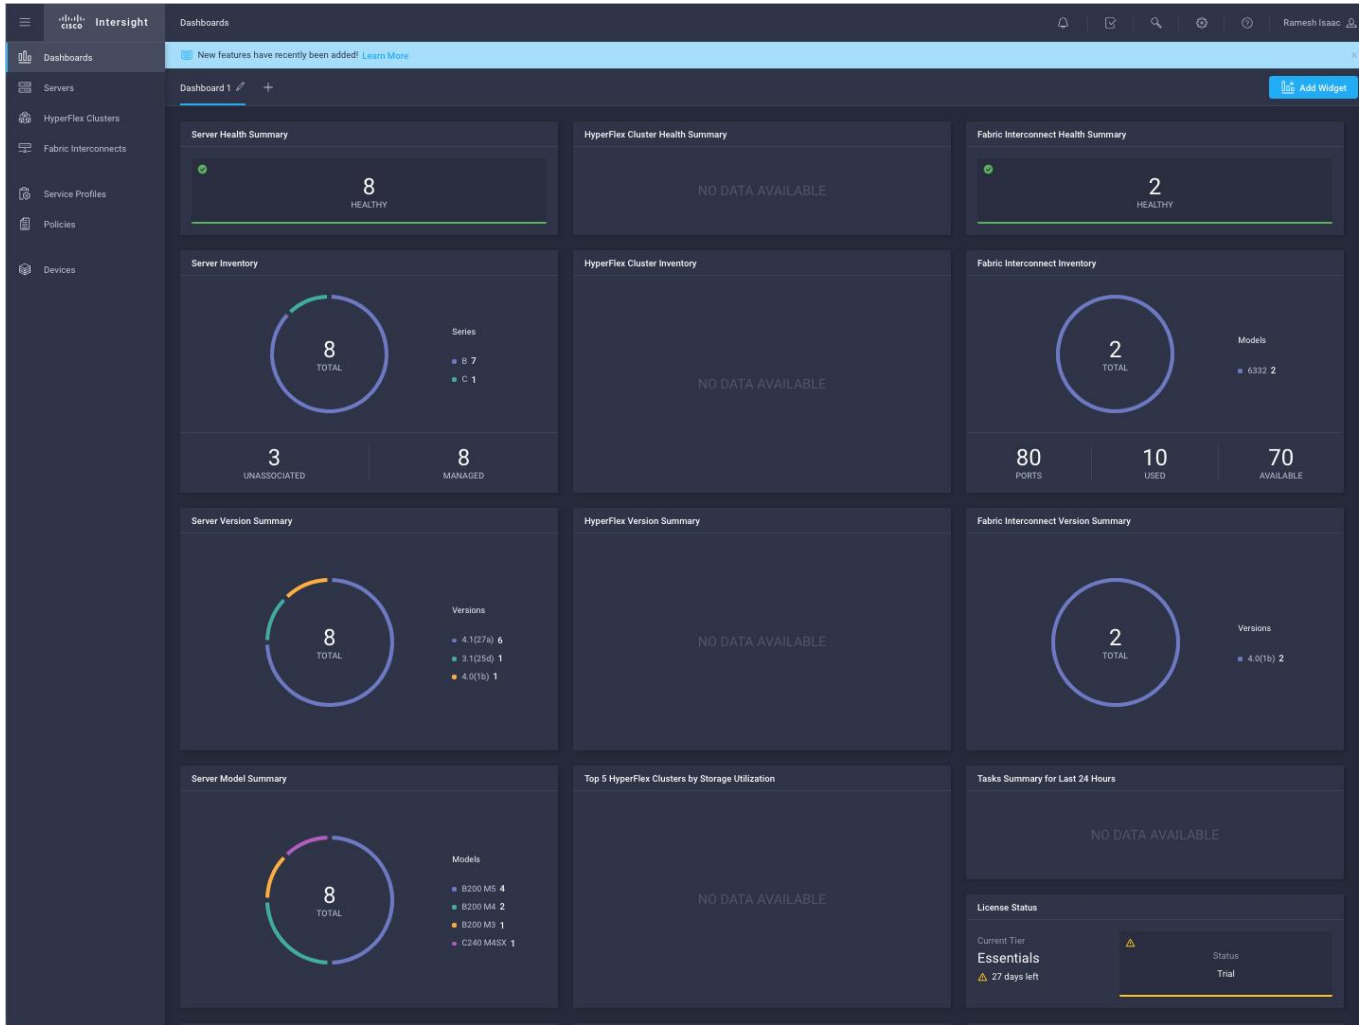 cisco Intersight
Dashboards
Ramesh Isaac
Dashboards
Servers
HyperFlex Clusters
Fabric Interconnects
Service Profiles
Policies
Devices
New features have recently been added! Learn More
Dashboard 1
Add Widget
Server Health Summary
8
HEALTHY
HyperFlex Cluster Health Summary
NO DATA AVAILABLE
Fabric Interconnect Health Summary
2
HEALTHY
Server Inventory
8
TOTAL
Series
B 7
C 1
3
UNASSOCIATED
8
MANAGED
HyperFlex Cluster Inventory
NO DATA AVAILABLE
Fabric Interconnect Inventory
2
TOTAL
Models
6332 2
80
PORTS
10
USED
70
AVAILABLE
Server Version Summary
8
TOTAL
Versions
4.1(27a) 6
3.1(25d) 1
4.0(1b) 1
HyperFlex Version Summary
NO DATA AVAILABLE
Fabric Interconnect Version Summary
2
TOTAL
Versions
4.0(1b) 2
Server Model Summary
8
TOTAL
Models
B200 M5 4
B200 M4 2
B200 M3 1
C240 M4SX 1
Top 5 HyperFlex Clusters by Storage Utilization
NO DATA AVAILABLE
Tasks Summary for Last 24 Hours
NO DATA AVAILABLE
License Status
Current Tier
Essentials
27 days left
Status
Trial